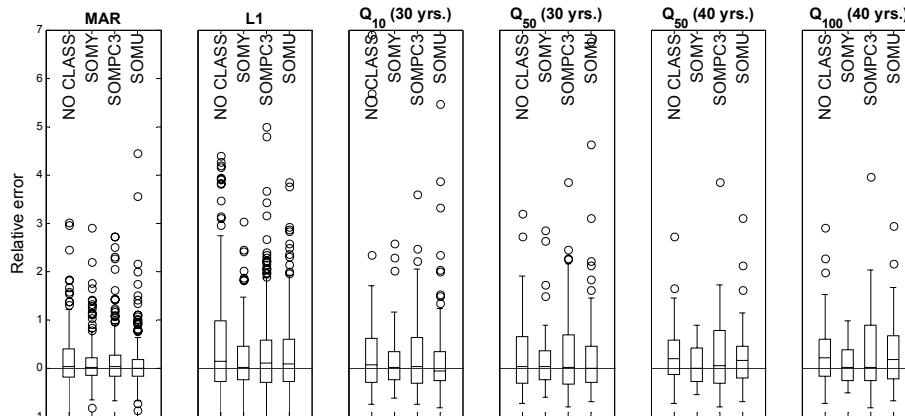 MAR
L1
Q10 (30 yrs.)
Q50 (30 yrs.)
Q50 (40 yrs.)
Q100 (40 yrs.)
Relative error
7
6
5
4
3
2
1
0
NO CLASS
SOMY
SOMPC3
SOMU
NO CLASS
SOMY
SOMPC3
SOMU
NO CLASS
SOMY
SOMPC3
SOMU
NO CLASS
SOMY
SOMPC3
SOMU
NO CLASS
SOMY
SOMPC3
SOMU
NO CLASS
SOMY
SOMPC3
SOMU